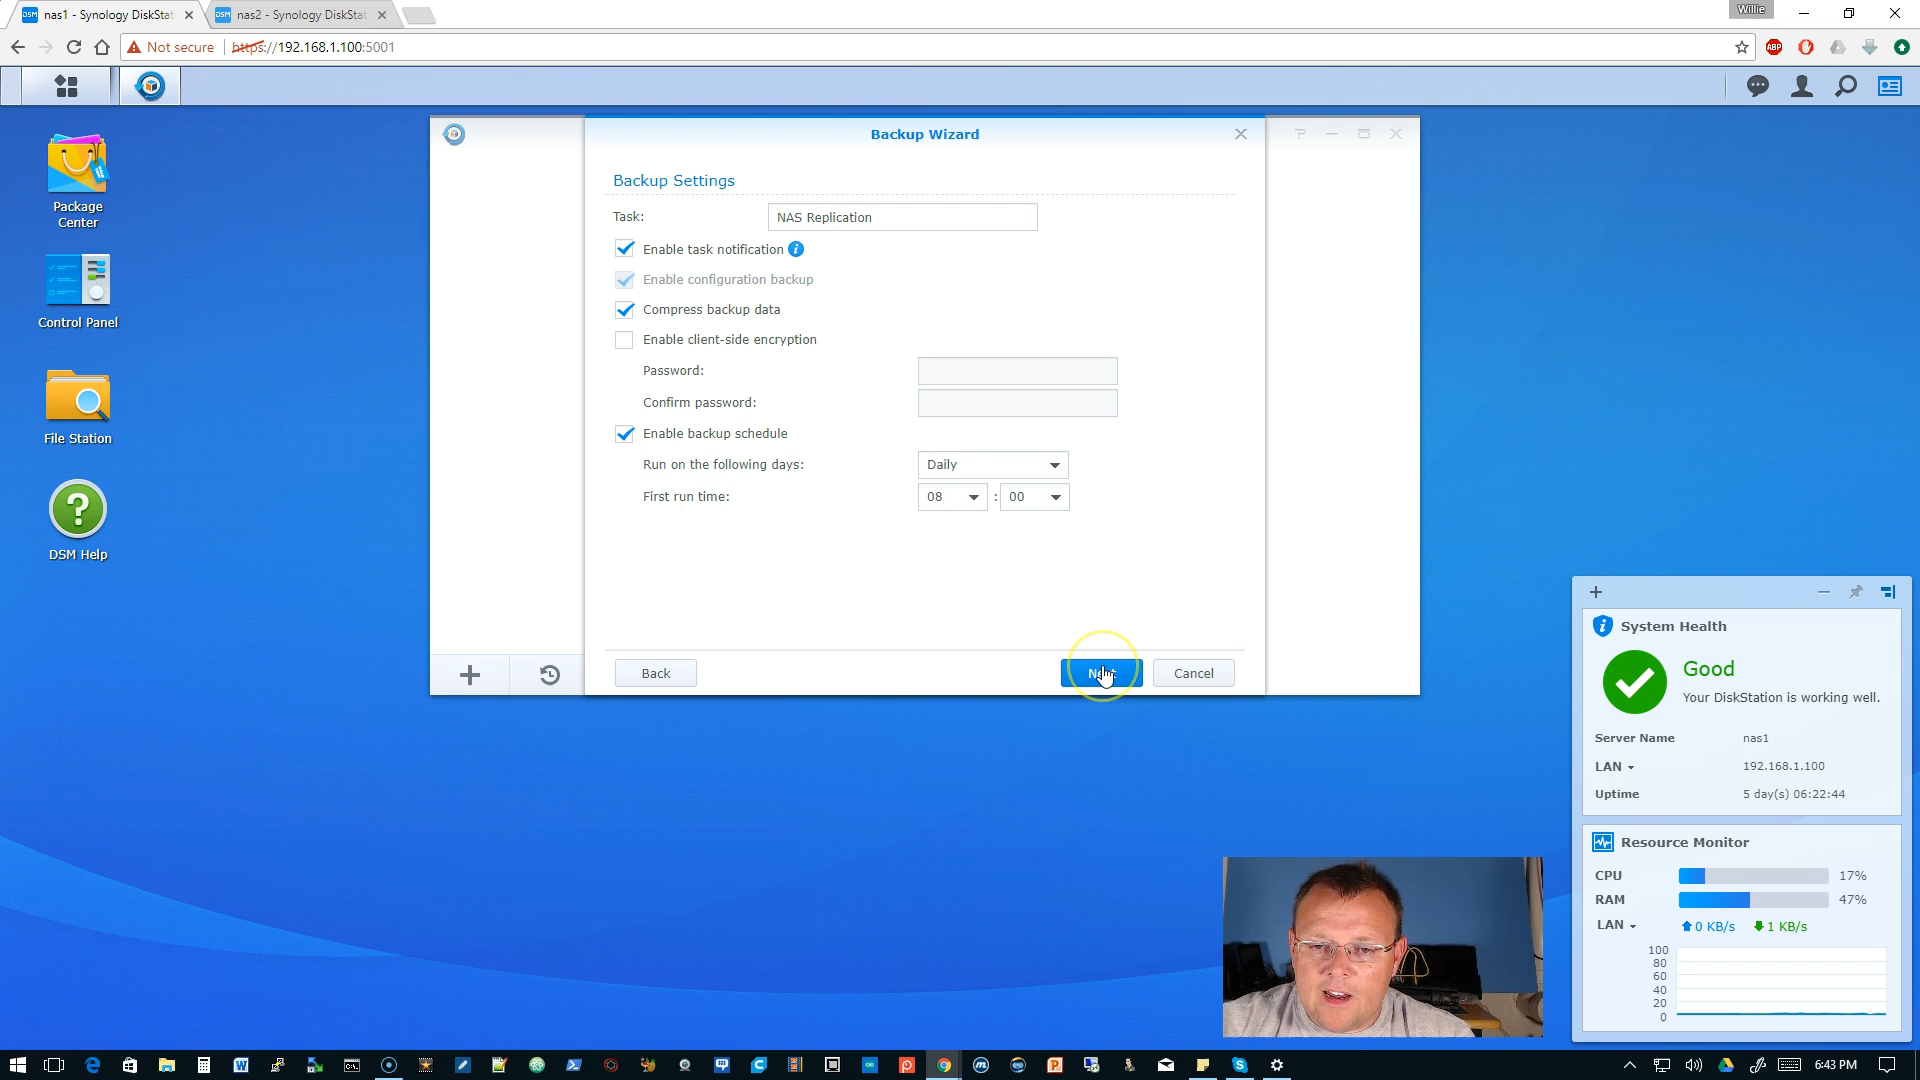 nas1 - Synology DiskStat
nas2 - Synology DiskStat
Willie
Not secure
https://192.168.1.100:5001
ABP
Package
Center
Control Panel
File Station
DSM Help
Backup Wizard
Backup Settings
Task:
NAS Replication
Enable task notification
Enable configuration backup
Compress backup data
Enable client-side encryption
Password:
Confirm password:
Enable backup schedule
Run on the following days:
Daily
First run time:
08 : 00
Back
Cancel
System Health
Good
Your DiskStation is working well.
Server Name nas1
LAN 192.168.1.100
Uptime 5 day(s) 06:22:44
Resource Monitor
CPU 17%
RAM 47%
LAN 0 KB/s 1 KB/s
100
80
60
40
20
0
6:43 PM